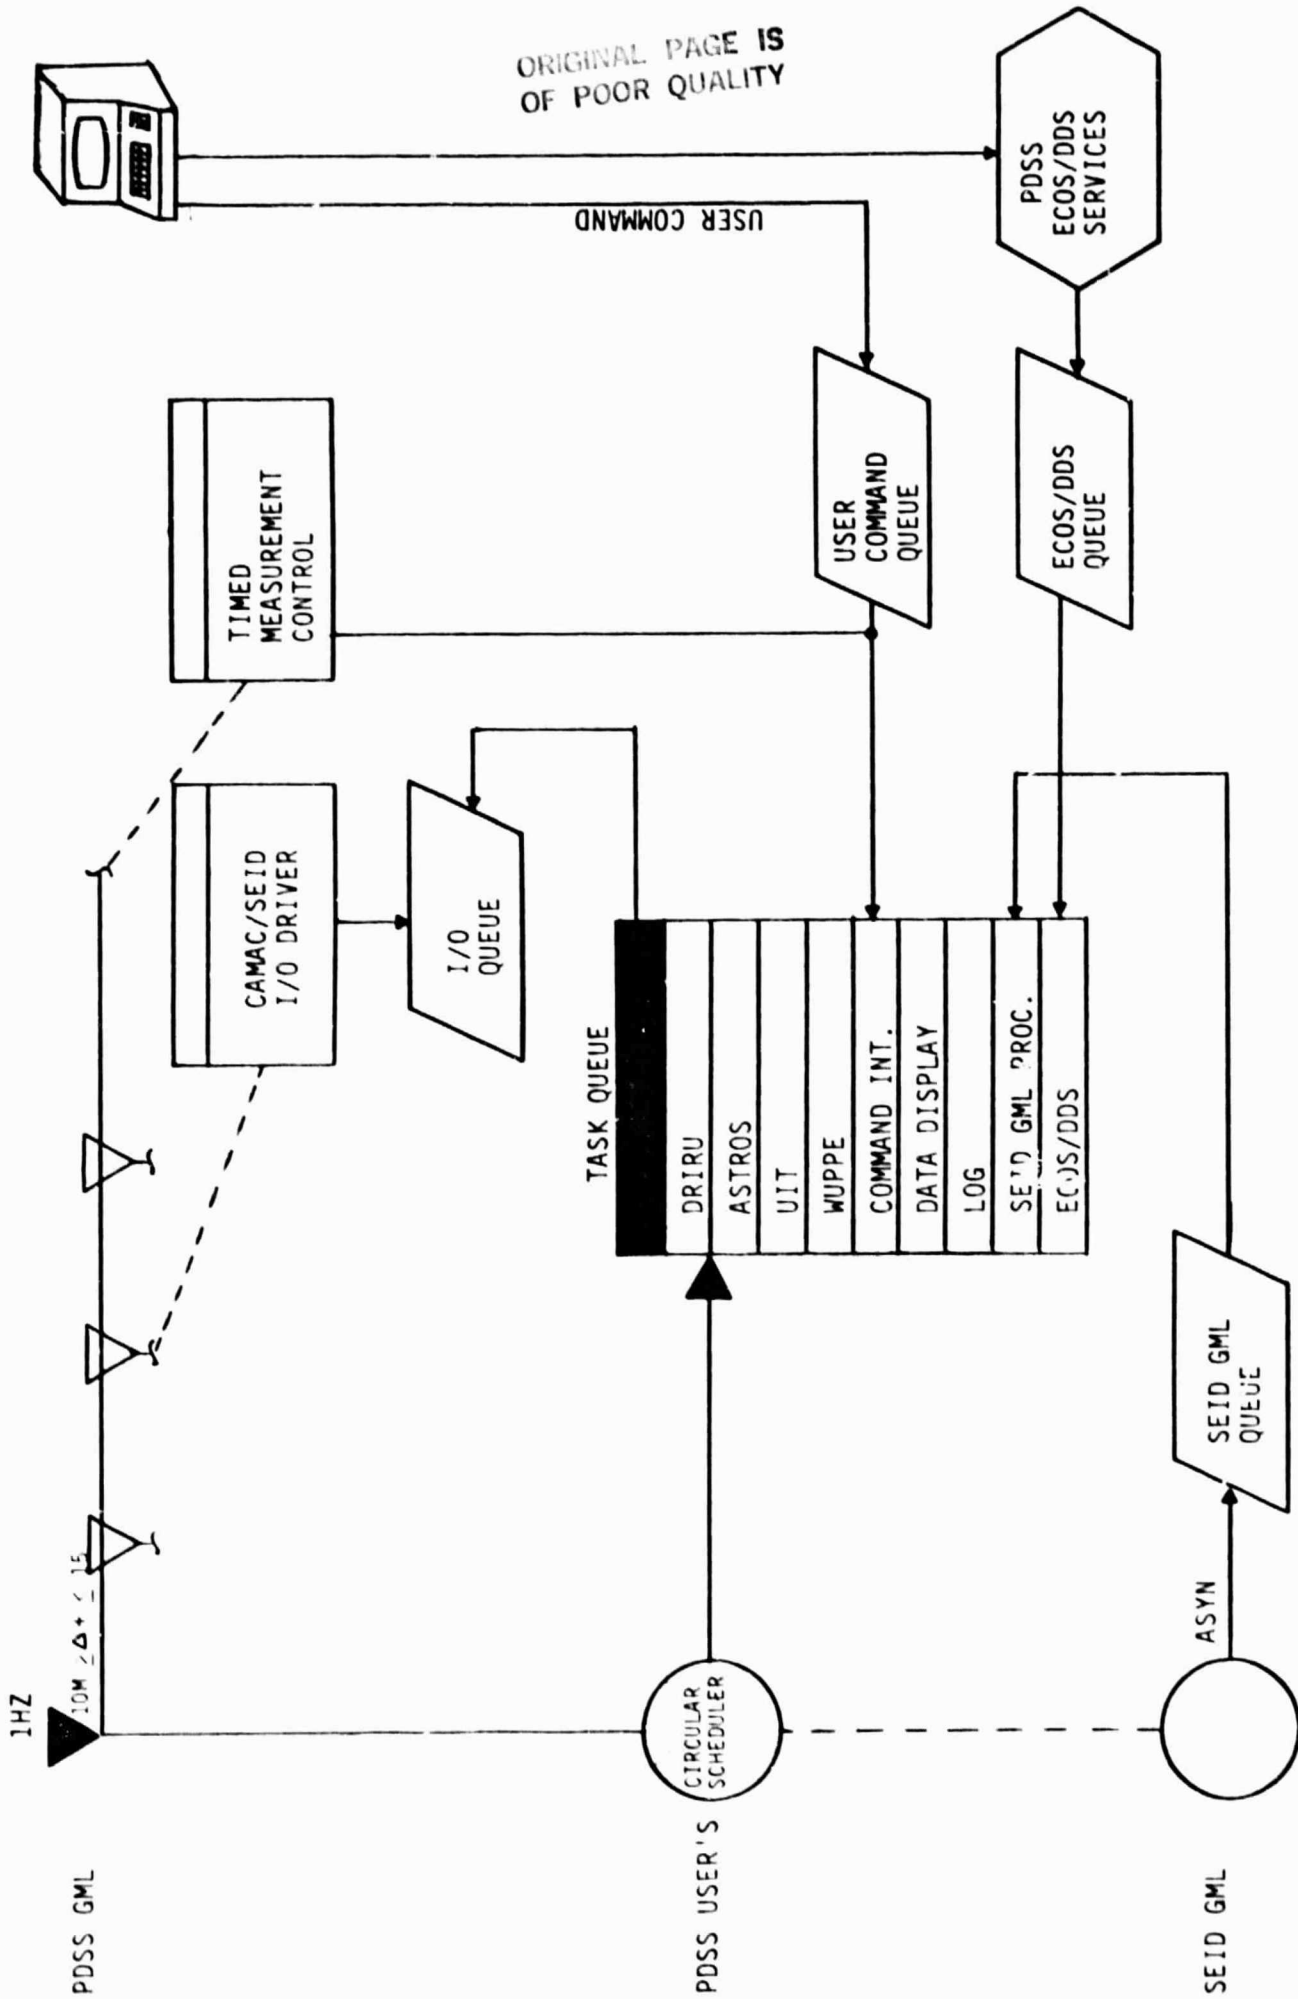 ORIGINAL PAGE IS
OF POOR QUALITY
PDSS GML
1HZ
TIMED
MEASUREMENT
CONTROL
CAMAC/SEID
I/O DRIVER
I/O
QUEUE
USER COMMAND
PDSS USER'S
CIRCULAR
SCHEDULER
TASK QUEUE
DRIRU
ASTROS
UIT
WUPPE
COMMAND INT.
DATA DISPLAY
LOG
SEID GML PROC.
ECOS/DDS
USER
COMMAND
QUEUE
ECOS/DDS
QUEUE
PDSS
ECOS/DDS
SERVICES
SEID GML
ASYN
SEID GML
QUEUE